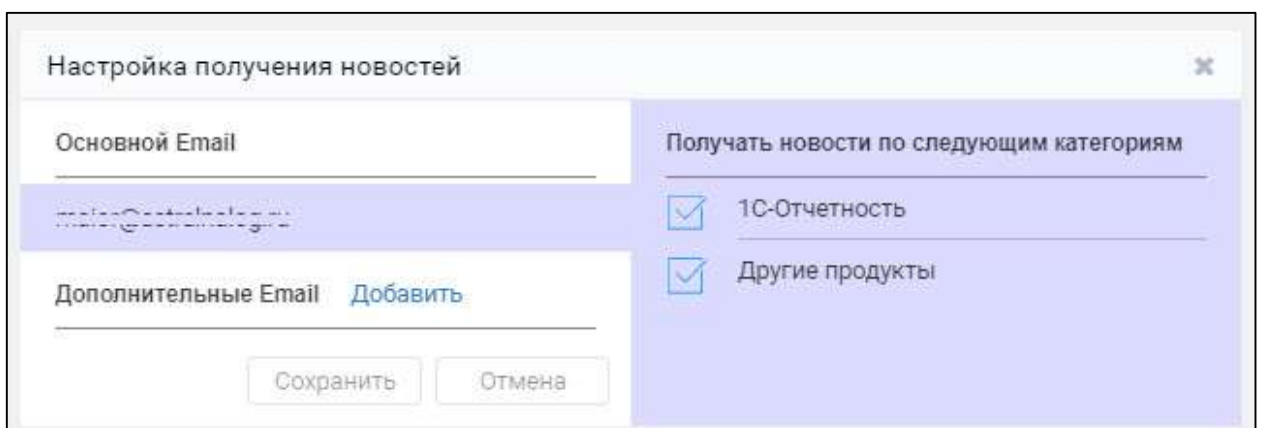 Настройка получения новостей
Основной Email
Дополнительные Email Добавить
Сохранить Отмена
Получать новости по следующим категориям
1С-Отчетность
Другие продукты